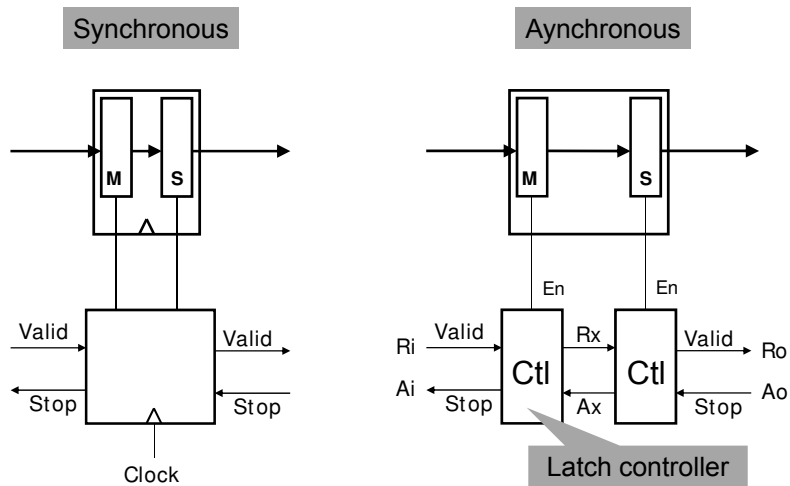 Synchronous
Aynchronous
M S
M S
En En
Valid Valid
Stop Stop
Clock
Ri Valid Rx Valid Ro
Ctl Ctl
Ai Stop Ax Stop Ao
Latch controller